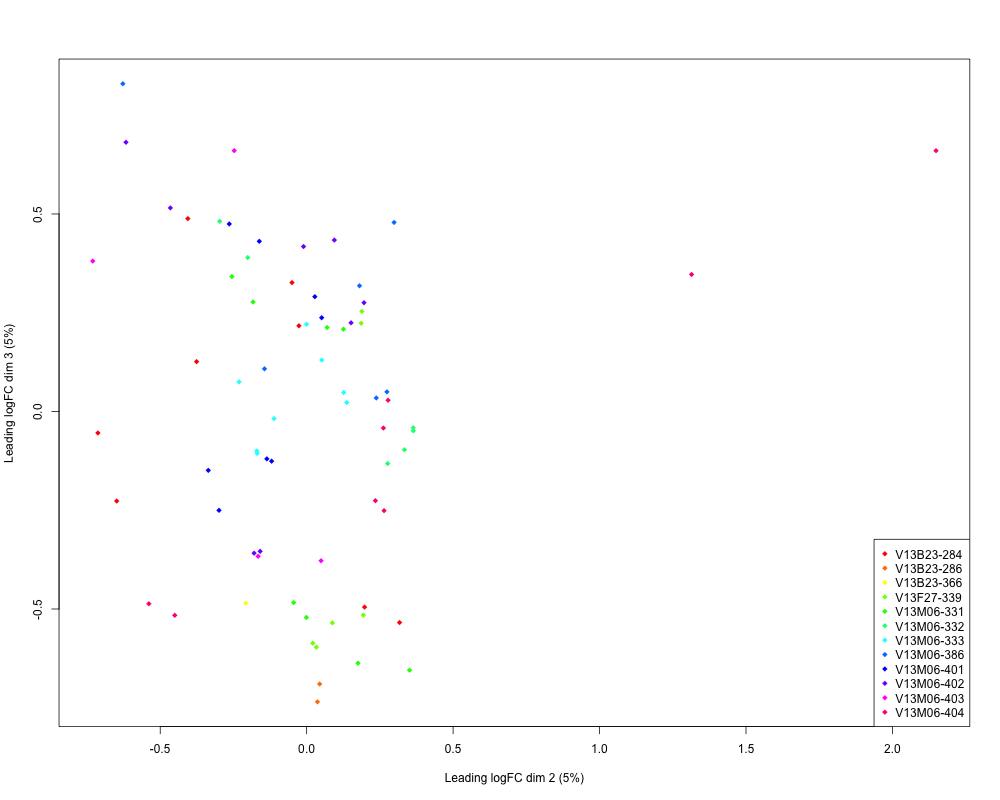 0.5
0.0
-0.5
Leading logFC dim 3 (5%)
-0.5
0.0
0.5
1.0
1.5
2.0
Leading logFC dim 2 (5%)
V13B23-284
V13B23-286
V13B23-366
V13F27-339
V13M06-331
V13M06-332
V13M06-333
V13M06-386
V13M06-401
V13M06-402
V13M06-403
V13M06-404